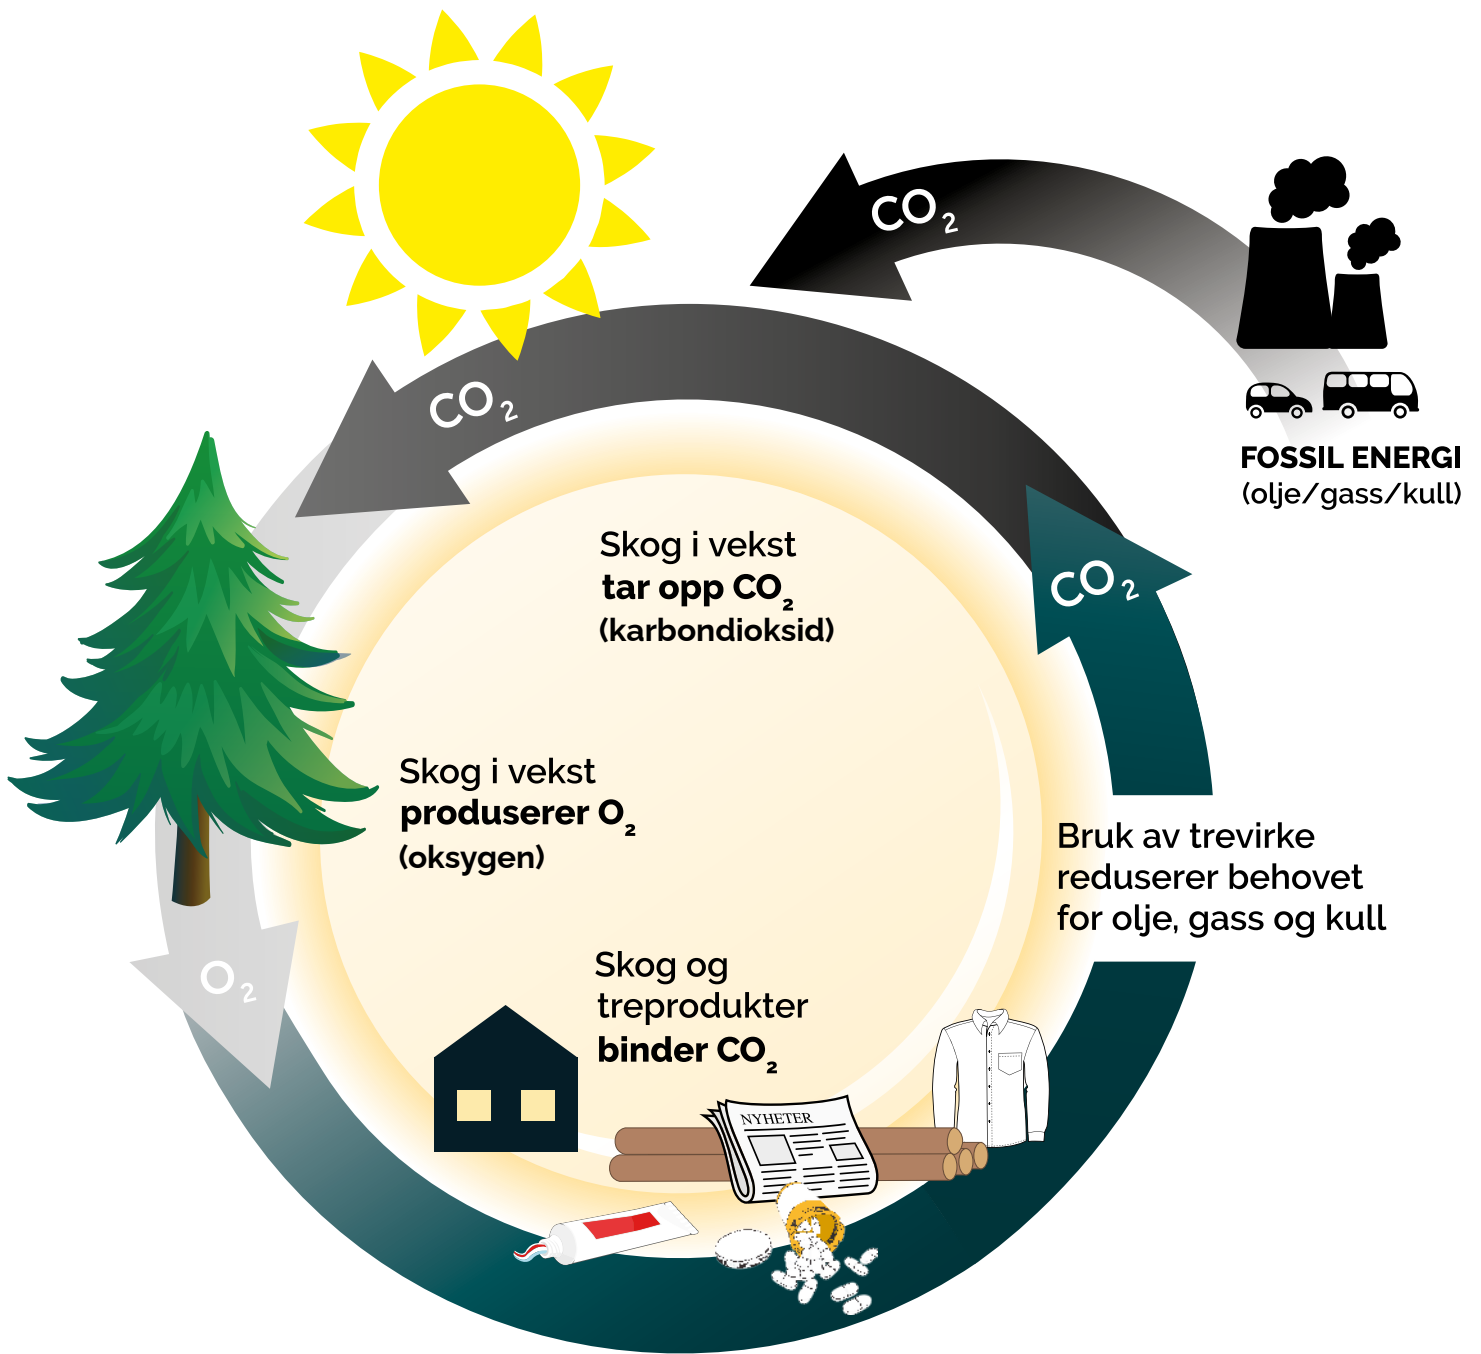 CO₂
FOSSIL ENERGI
(olje/gass/kull)
CO₂
CO₂
Skog i vekst
tar opp CO₂
(karbondioksid)
Skog i vekst
produserer O₂
(oksygen)
Bruk av trevirke
reduserer behovet
for olje, gass og kull
O₂
Skog og
treprodukter
binder CO₂
NYHETER